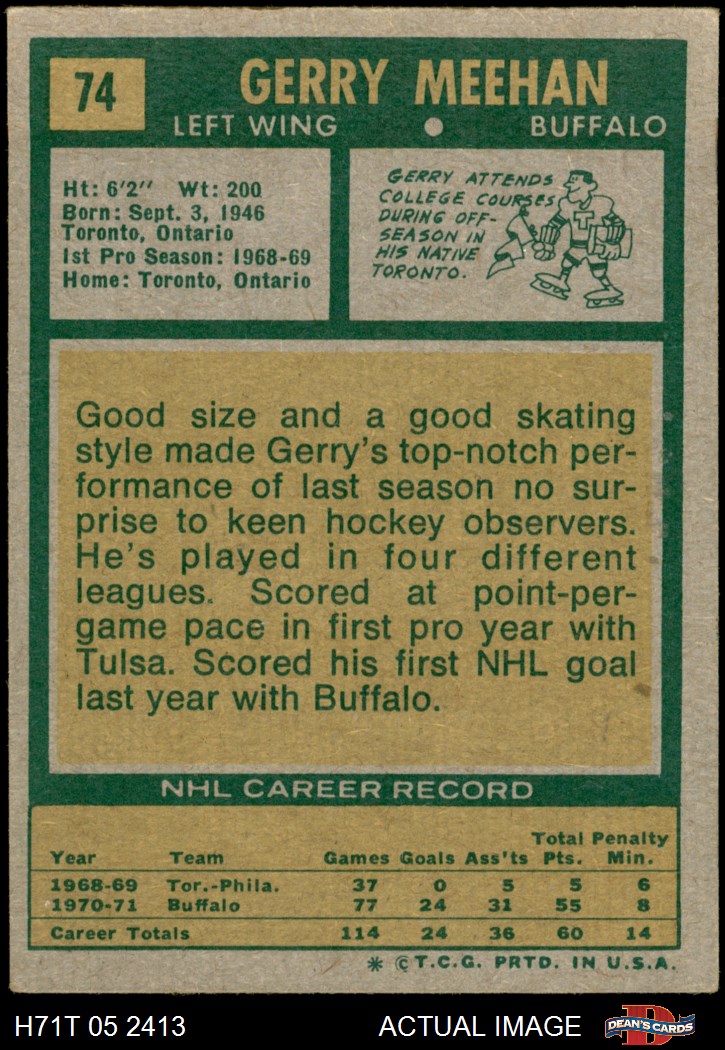 74
GERRY MEEHAN
LEFT WING • BUFFALO
Ht: 6'2" Wt: 200
Born: Sept. 3, 1946
Toronto, Ontario
1st Pro Season: 1968-69
Home: Toronto, Ontario
GERRY ATTENDS
COLLEGE COURSES
DURING OFF-
SEASON IN
HIS NATIVE
TORONTO.
T
Good size and a good skating
style made Gerry's top-notch per-
formance of last season no sur-
prise to keen hockey observers.
He's played in four different
leagues. Scored at point-per-
game pace in first pro year with
Tulsa. Scored his first NHL goal
last year with Buffalo.
NHL CAREER RECORD
Total Penalty
Year Team Games Goals Ass'ts Pts. Min.
1968-69 Tor.-Phila. 37 0 5 5 6
1970-71 Buffalo 77 24 31 55 8
Career Totals 114 24 36 60 14
* © T.C.G. PRTD. IN U.S.A.
H71T 05 2413 ACTUAL IMAGE
D
DEAN'S CARDS